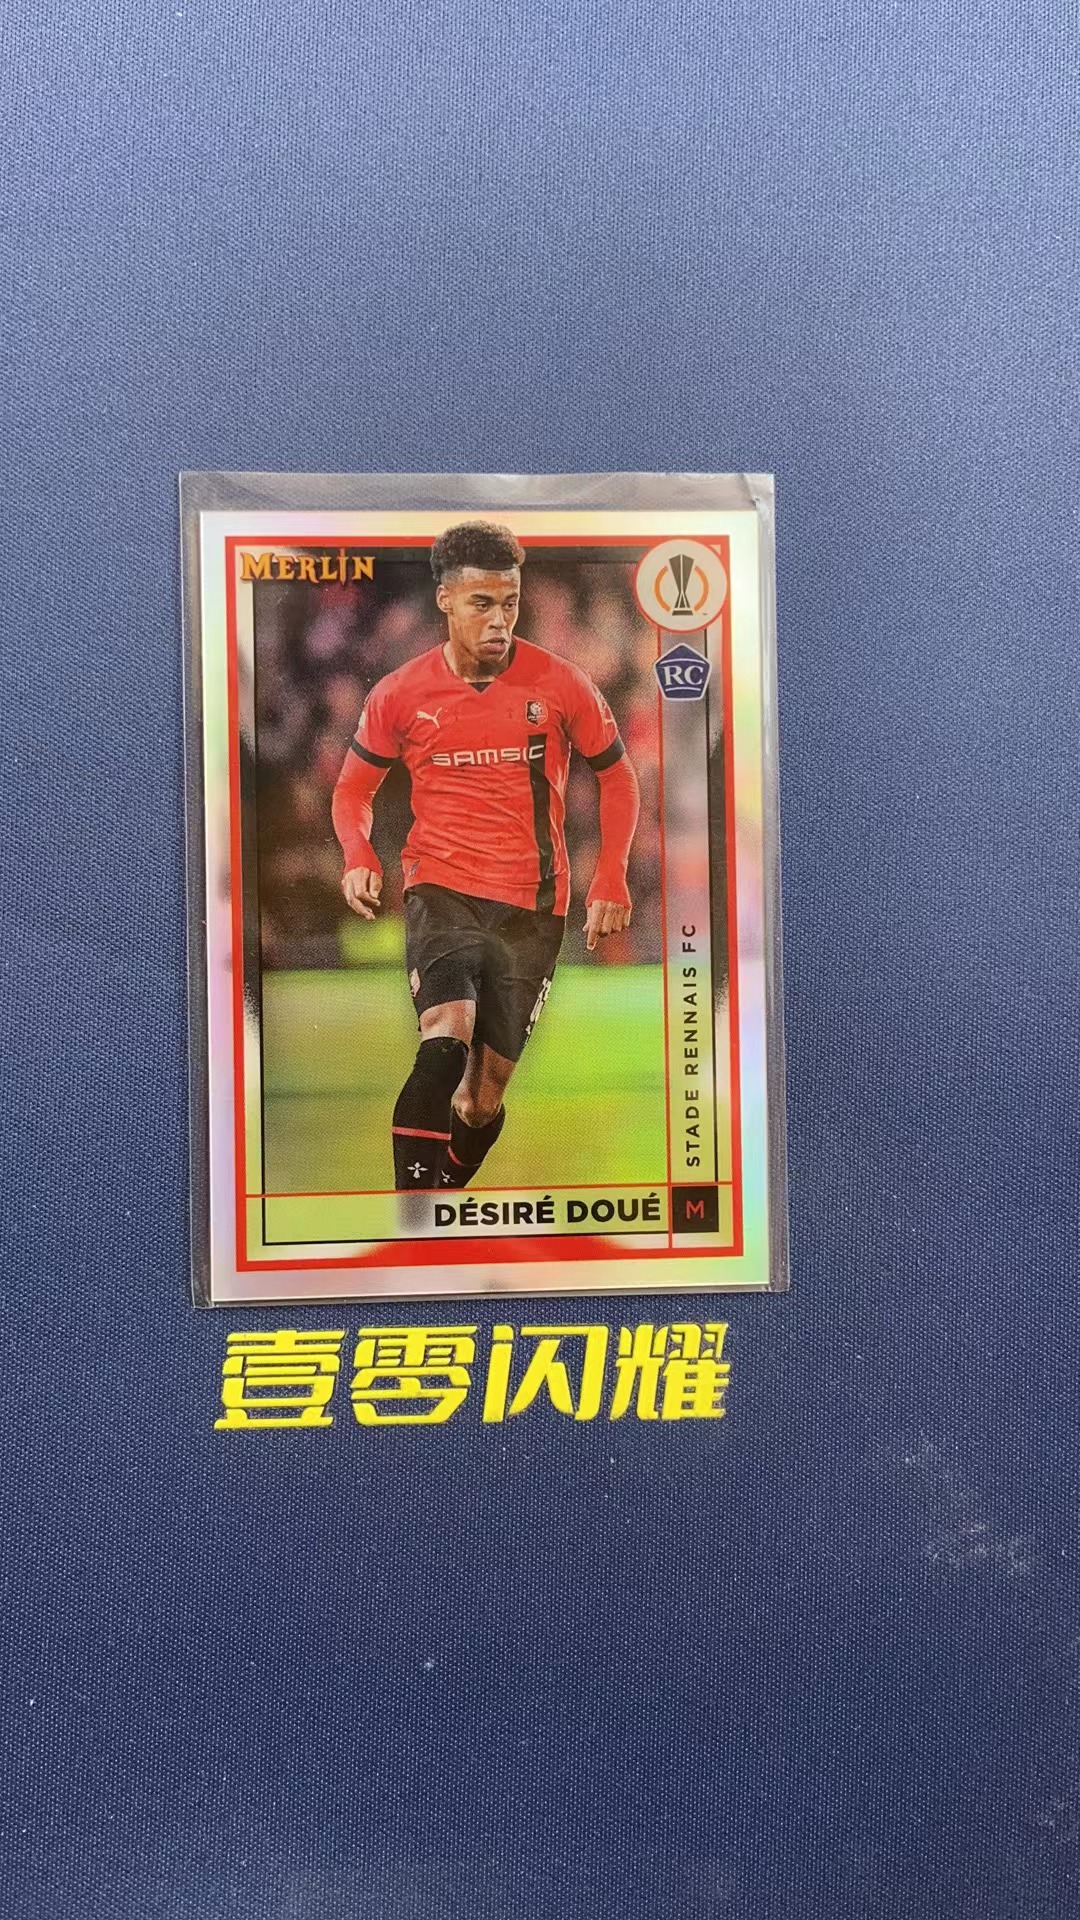 MERLIN
RC
SAMSIC
STADE RENNAIS FC
DÉSIRÉ DOUÉ
M
壹零闪耀